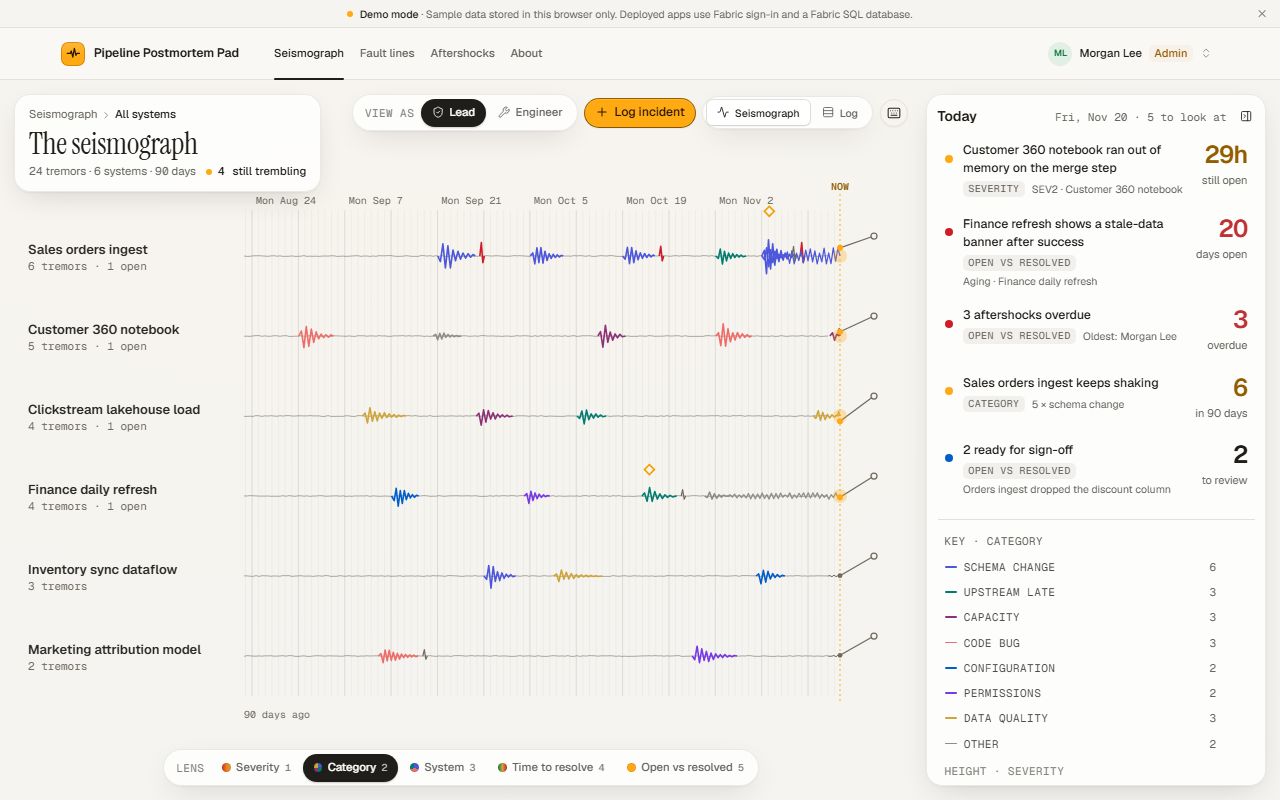 Demo mode · Sample data stored in this browser only. Deployed apps use Fabric sign-in and a Fabric SQL database.
Pipeline Postmortem Pad
Seismograph
Fault lines
Aftershocks
About
ML
Morgan Lee
Admin
Seismograph > All systems
The seismograph
24 tremors · 6 systems · 90 days
4 still trembling
VIEW AS
Lead
Engineer
+ Log incident
Seismograph
Log
NOW
Mon Aug 24
Mon Sep 7
Mon Sep 21
Mon Oct 5
Mon Oct 19
Mon Nov 2
Sales orders ingest
6 tremors · 1 open
Customer 360 notebook
5 tremors · 1 open
Clickstream lakehouse load
4 tremors · 1 open
Finance daily refresh
4 tremors · 1 open
Inventory sync dataflow
3 tremors
Marketing attribution model
2 tremors
90 days ago
LENS
Severity 1
Category 2
System 3
Time to resolve 4
Open vs resolved 5
Today
Fri, Nov 20 · 5 to look at
Customer 360 notebook ran out of
memory on the merge step
SEVERITY SEV2 · Customer 360 notebook
29h
still open
Finance refresh shows a stale-data
banner after success
OPEN VS RESOLVED
Aging · Finance daily refresh
20
days open
3 aftershocks overdue
OPEN VS RESOLVED Oldest: Morgan Lee
3
overdue
Sales orders ingest keeps shaking
CATEGORY 5 × schema change
6
in 90 days
2 ready for sign-off
OPEN VS RESOLVED
Orders ingest dropped the discount column
2
to review
KEY · CATEGORY
SCHEMA CHANGE 6
UPSTREAM LATE 3
CAPACITY 3
CODE BUG 3
CONFIGURATION 2
PERMISSIONS 2
DATA QUALITY 3
OTHER 2
HEIGHT · SEVERITY